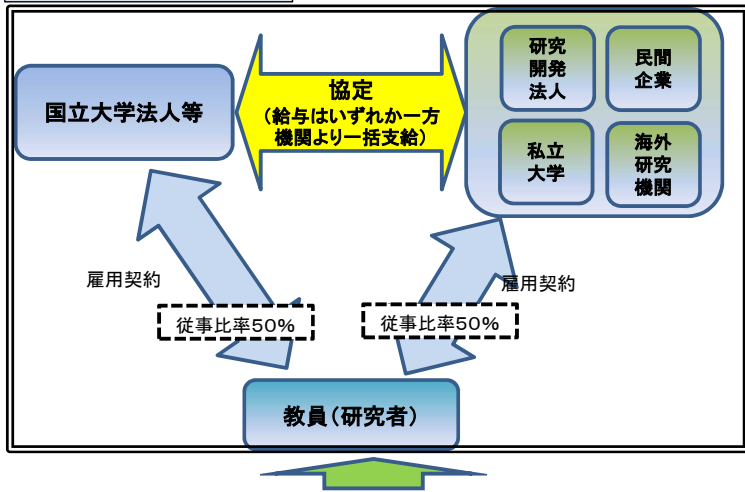 国立大学法人等
協定
(給与はいずれか一方
機関より一括支給)
研究
開発
法人
民間
企業
私立
大学
海外
研究
機関
雇用契約
雇用契約
従事比率50%
従事比率50%
教員(研究者)